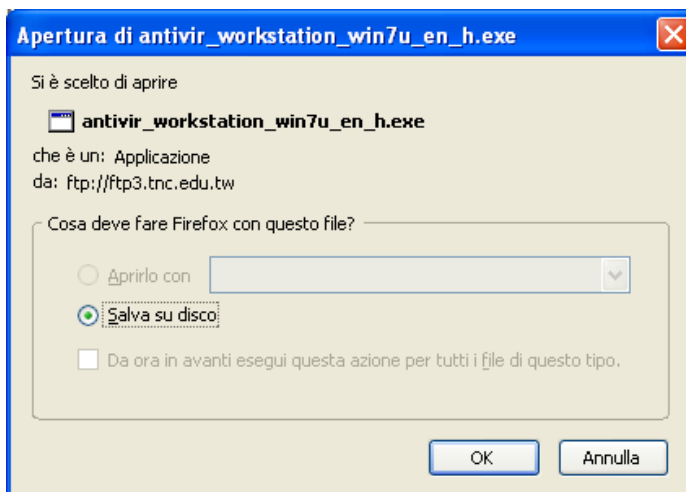 Apertura di antivir_workstation_win7u_en_h.exe
Si è scelto di aprire
antivir_workstation_win7u_en_h.exe
che è un: Applicazione
da: ftp://ftp3.tnc.edu.tw
Cosa deve fare Firefox con questo file?
Aprirlo con
Salva su disco
Da ora in avanti esegui questa azione per tutti i file di questo tipo.
OK Annulla